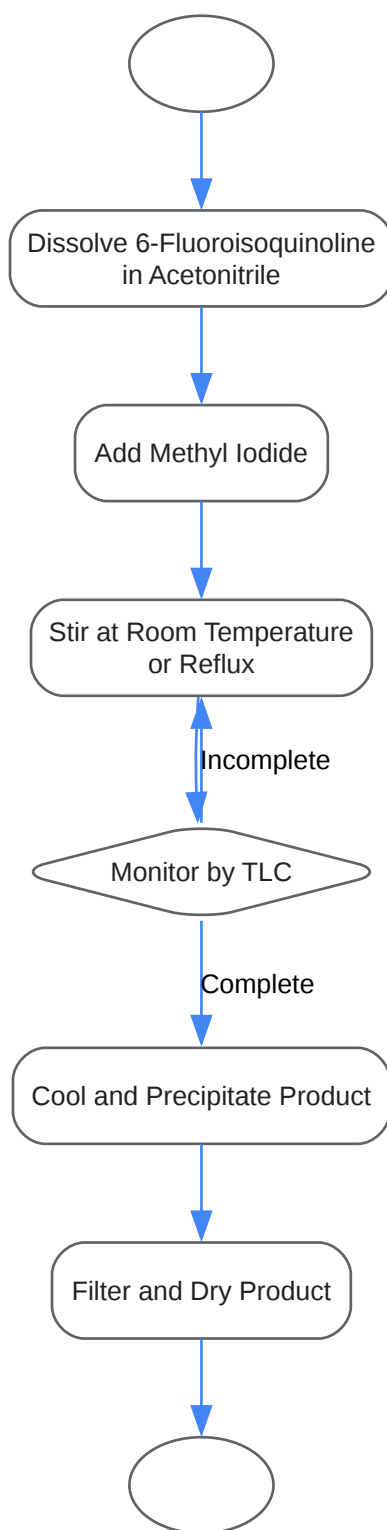 Dissolve 6-Fluoroisoquinoline
in Acetonitrile
Add Methyl Iodide
Stir at Room Temperature
or Reflux
Incomplete
Monitor by TLC
Complete
Cool and Precipitate Product
Filter and Dry Product